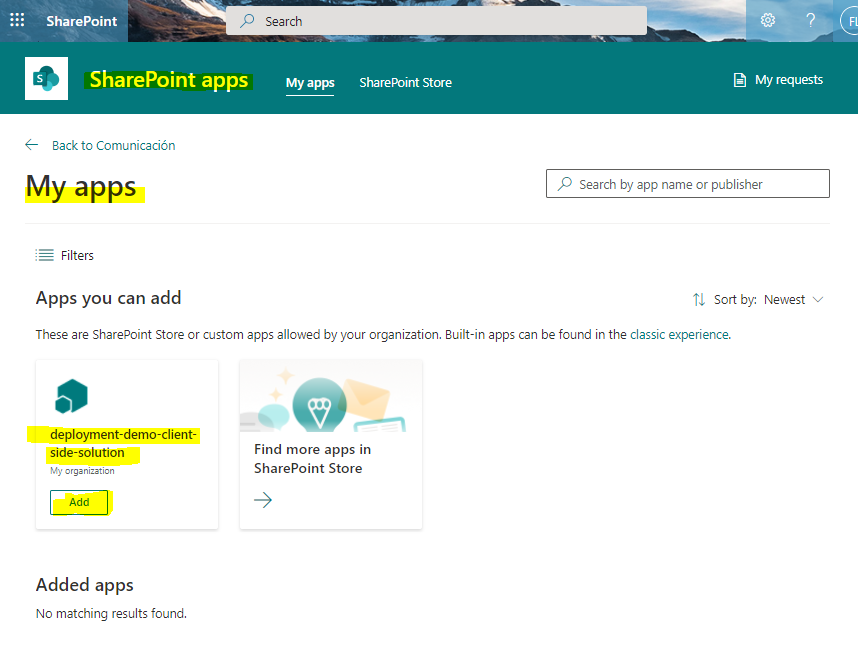 SharePoint
Search
?
FL
S
SharePoint apps
My apps
SharePoint Store
My requests
Back to Comunicación
My apps
Search by app name or publisher
Filters
Apps you can add
Sort by: Newest
These are SharePoint Store or custom apps allowed by your organization. Built-in apps can be found in the classic experience.
deployment-demo-client-
side-solution
My organization
Add
Find more apps in
SharePoint Store
Added apps
No matching results found.